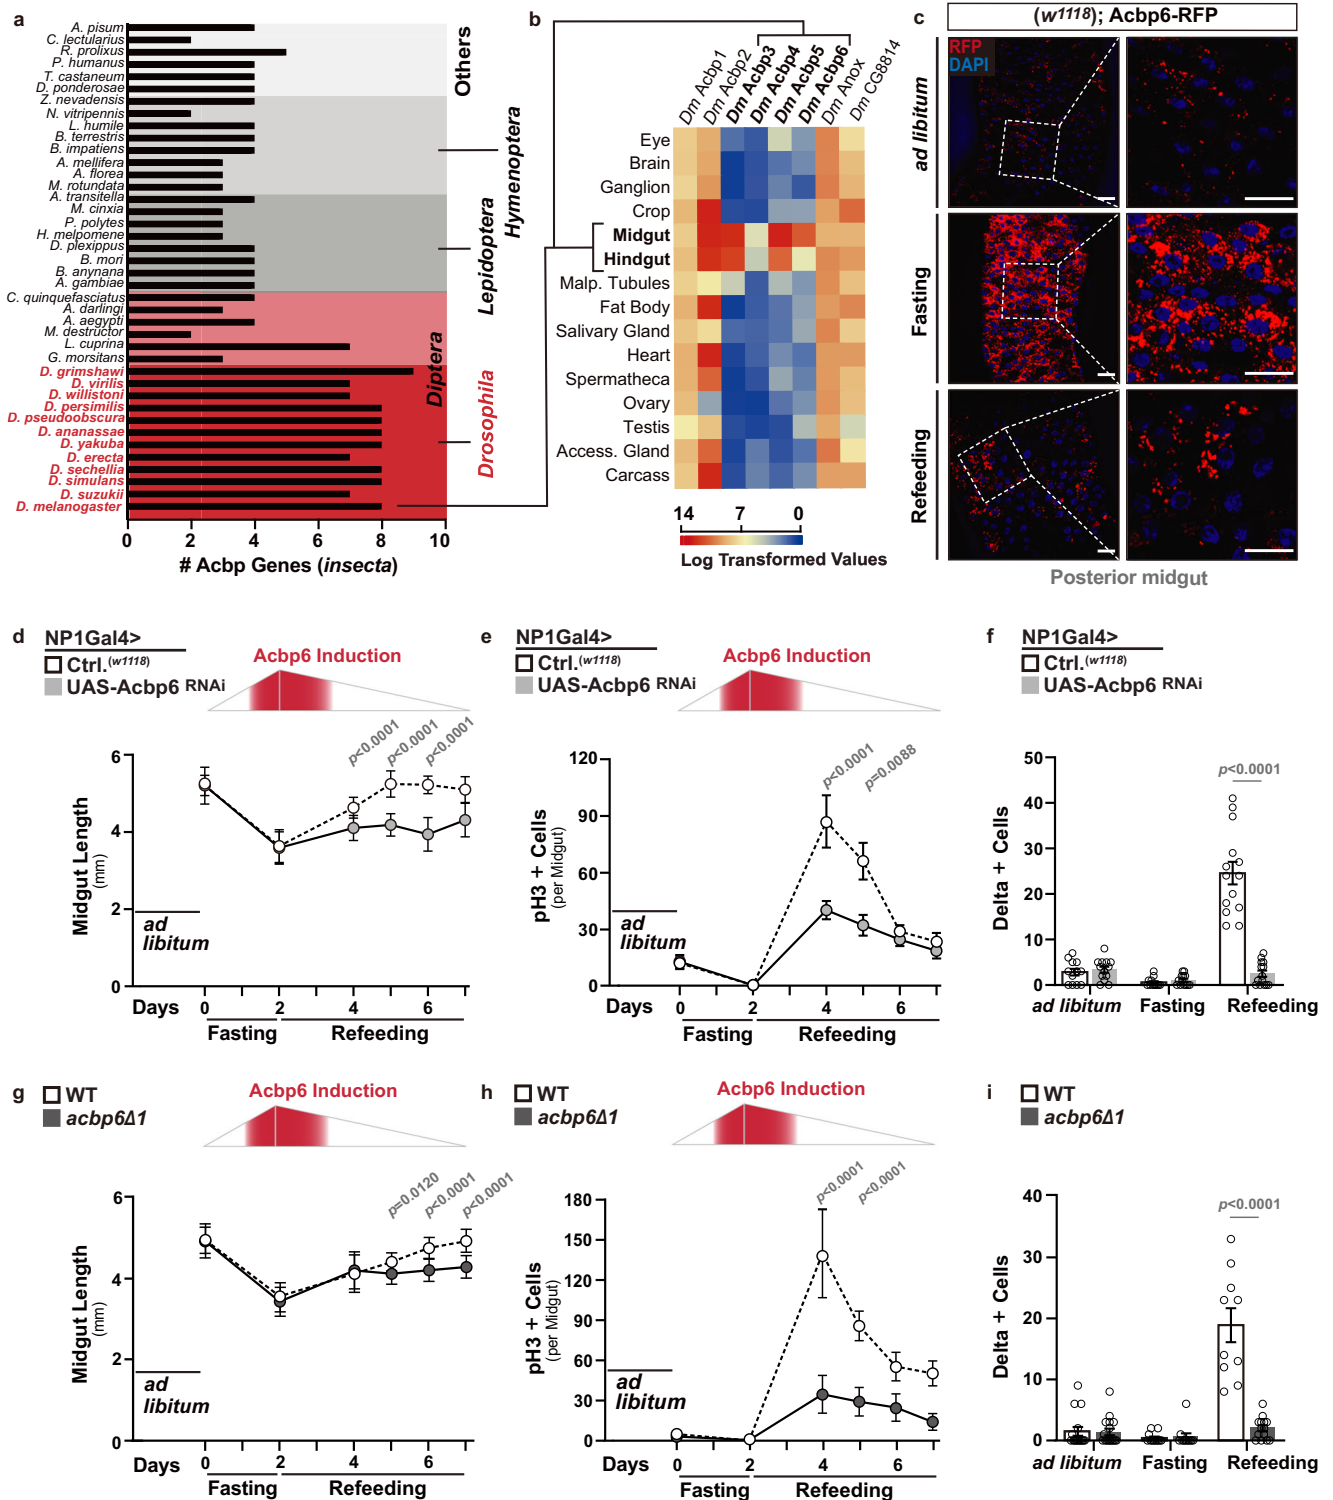 a
A. pisum
C. lectularius
R. prolixus
P. humanus
T. castaneum
D. ponderosae
Z. nevadensis
N. vitripennis
L. humile
B. terrestris
B. impatiens
A. mellifera
A. florea
M. rotundata
A. transitella
M. cinxia
P. polytes
H. melpomene
D. plexippus
B. mori
B. anynana
A. gambiae
C. quinquefasciatus
A. darlingi
A. aegypti
M. destructor
L. cuprina
G. morsitans
D. grimshawi
D. virilis
D. willistoni
D. persimilis
D. pseudoobscura
D. ananassae
D. yakuba
D. erecta
D. sechellia
D. simulans
D. suzukii
D. melanogaster
0 2 4 6 8 10
# Acbp Genes (insecta)
Others
Hymenoptera
Lepidoptera
Diptera
Drosophila
b
Dm Acbp1
Dm Acbp2
Dm Acbp3
Dm Acbp4
Dm Acbp5
Dm Acbp6
Dm Anox
Dm CG8814
Eye
Brain
Ganglion
Crop
Midgut
Hindgut
Malp. Tubules
Fat Body
Salivary Gland
Heart
Spermatheca
Ovary
Testis
Access. Gland
Carcass
14 7 0
Log Transformed Values
c
(w1118); Acbp6-RFP
RFP
DAPI
ad libitum
Fasting
Refeeding
Posterior midgut
d
NP1Gal4>
Ctrl.(w1118)
UAS-Acbp6 RNAi
Acbp6 Induction
p<0.0001
p<0.0001
p<0.0001
6
4
2
0
Midgut Length
(mm)
ad
libitum
Days 0 2 4 6
Fasting Refeeding
e
NP1Gal4>
Ctrl.(w1118)
UAS-Acbp6 RNAi
Acbp6 Induction
p<0.0001
p=0.0088
120
90
60
30
0
pH3 + Cells
(per Midgut)
ad
libitum
Days 0 2 4 6
Fasting Refeeding
f
NP1Gal4>
Ctrl.(w1118)
UAS-Acbp6 RNAi
p<0.0001
50
40
30
20
10
0
Delta + Cells
ad libitum Fasting Refeeding
g
WT
acbp6Δ1
Acbp6 Induction
p=0.0120
p<0.0001
p<0.0001
6
4
2
0
Midgut Length
(mm)
ad
libitum
Days 0 2 4 6
Fasting Refeeding
h
WT
acbp6Δ1
Acbp6 Induction
p<0.0001
p<0.0001
180
150
120
90
60
30
0
pH3 + Cells
(per Midgut)
ad
libitum
Days 0 2 4 6
Fasting Refeeding
i
WT
acbp6Δ1
p<0.0001
40
30
20
10
0
Delta + Cells
ad libitum Fasting Refeeding